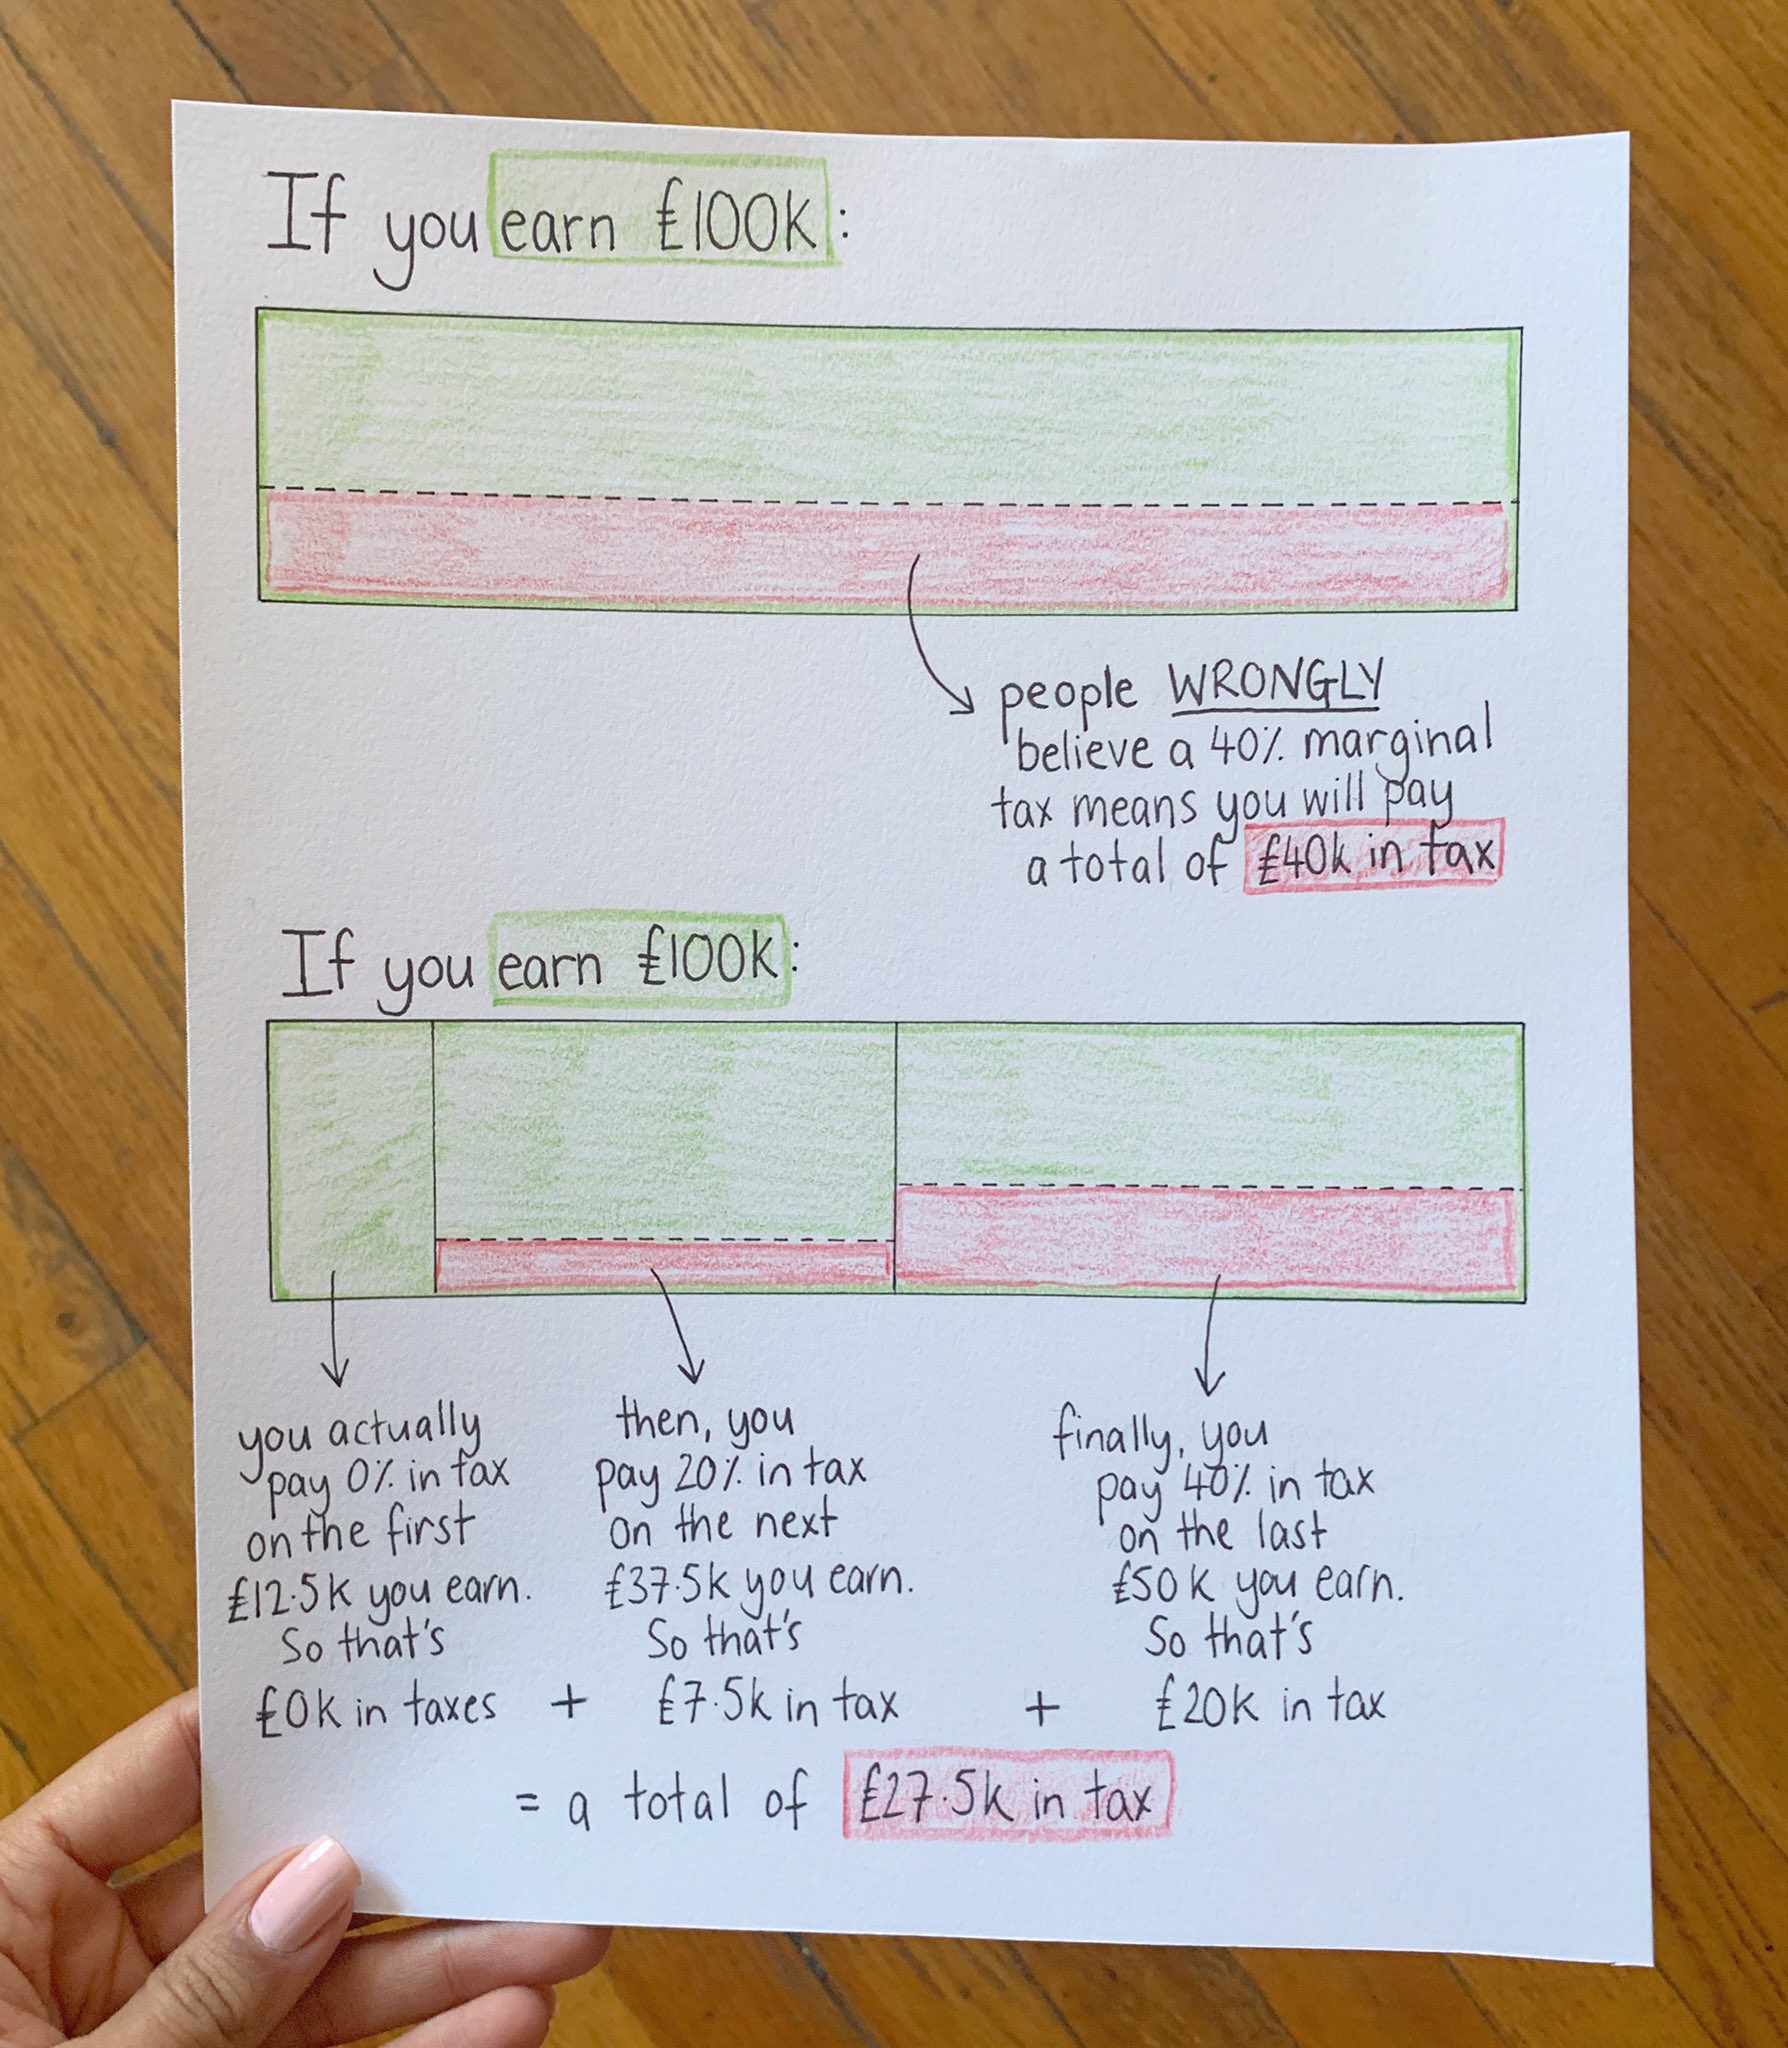 If you earn £100K:
people WRONGLY
believe a 40% marginal
tax means you will pay
a total of £40k in tax
If you earn £100K:
you actually
pay 0% in tax
on the first
£12.5k you earn.
So that's
£0k in taxes
then, you
pay 20% in tax
on the next
£37.5k you earn.
So that's
+ £7.5k in tax
finally, you
pay 40% in tax
on the last
£50k you earn.
So that's
+ £20k in tax
= a total of £27.5k in tax